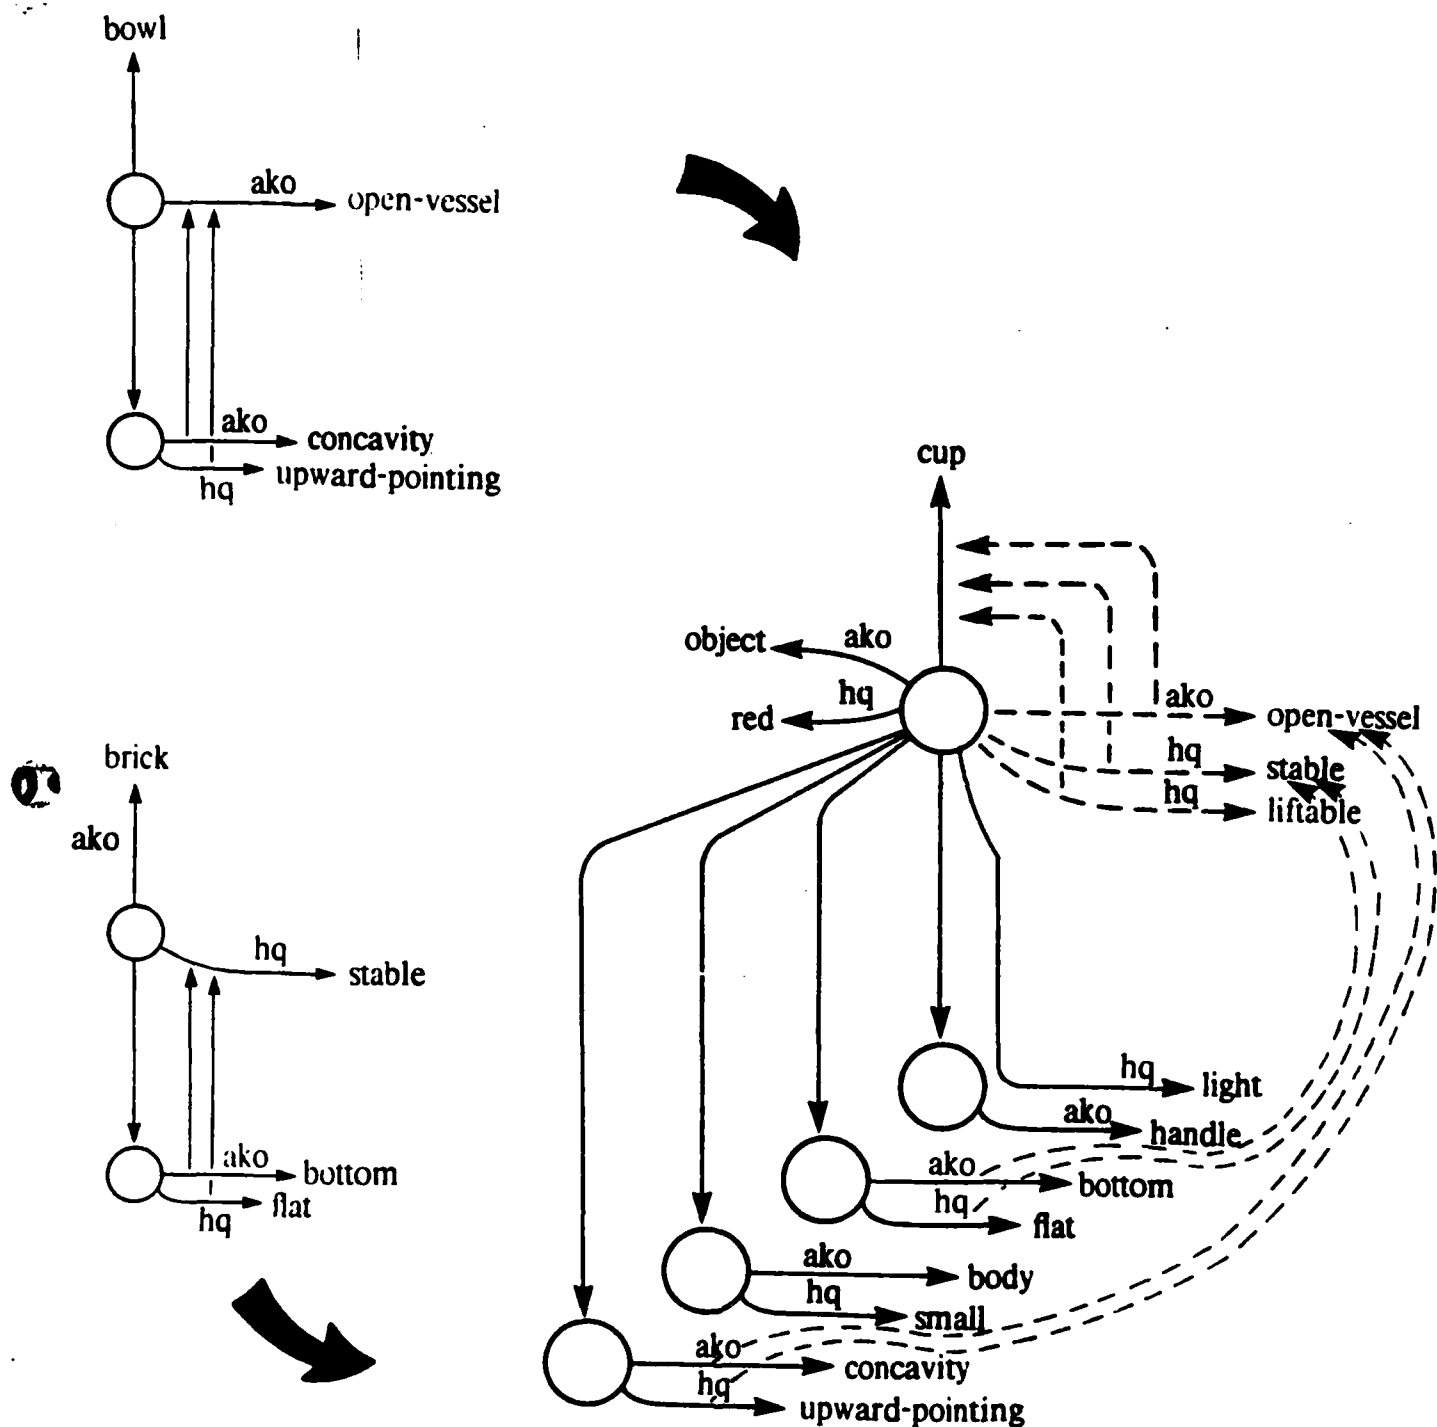 bowl
ako
open-vessel
ako
concavity
upward-pointing
hq
cup
object
ako
hq
red
ako
open-vessel
hq
stable
hq
liftable
brick
ako
hq
stable
ako
bottom
flat
hq
hq
light
ako
handle
ako
bottom
hq
flat
ako
body
hq
small
ako
concavity
hq
upward-pointing